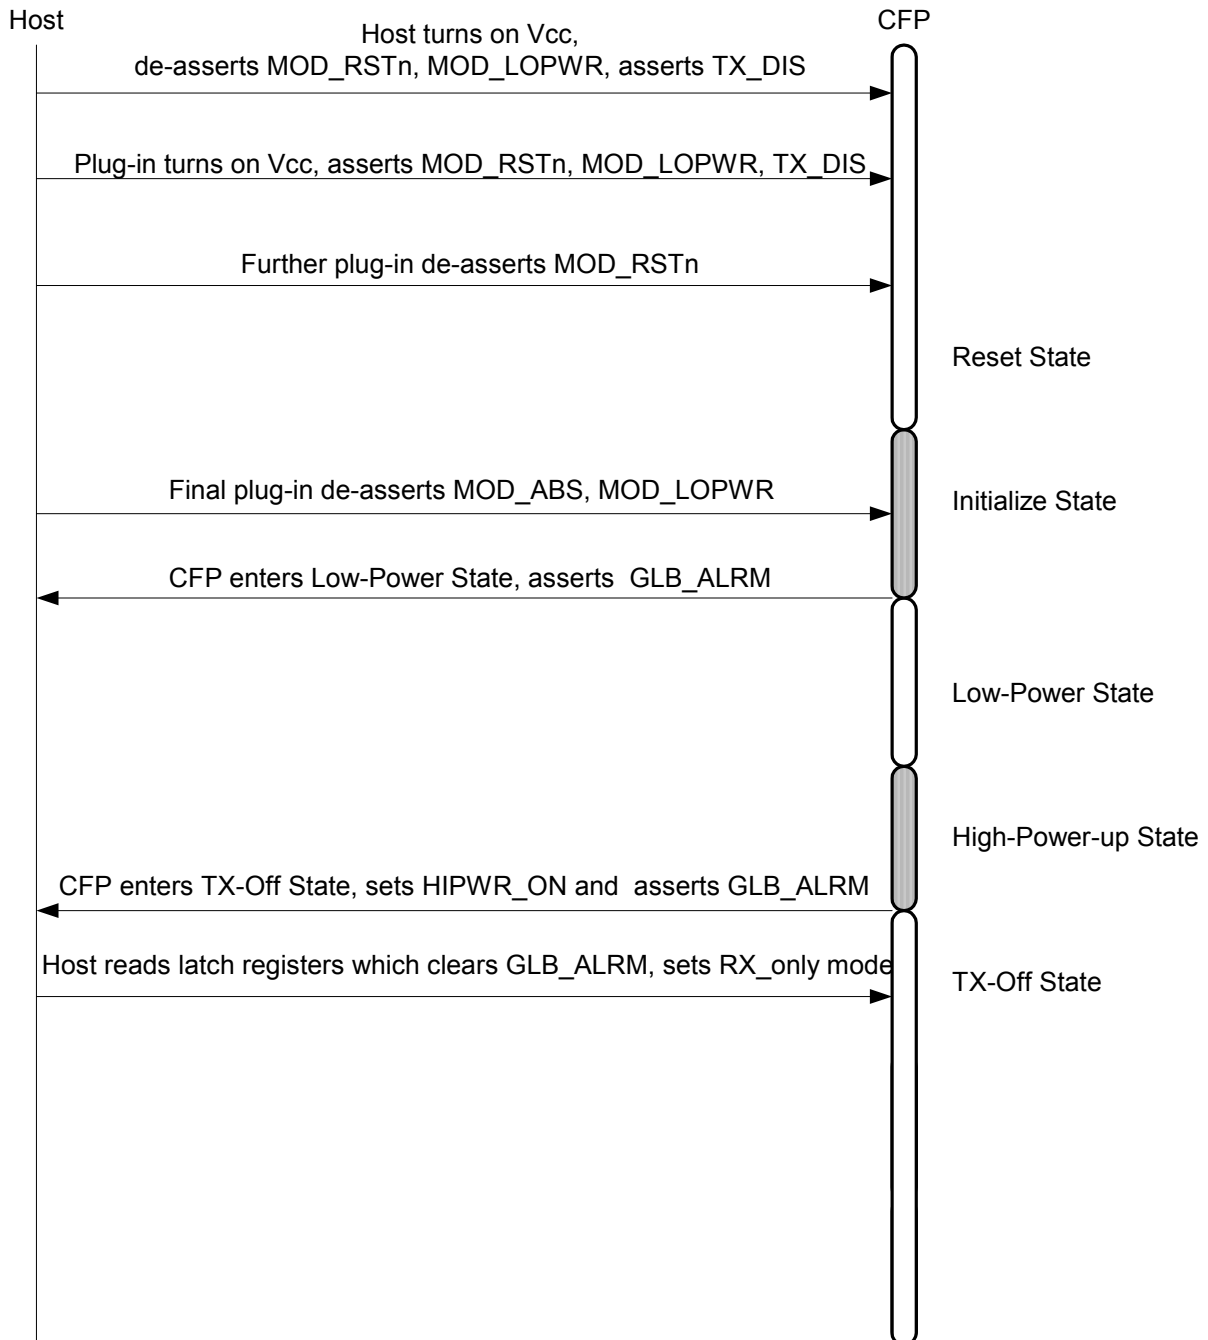 Host
CFP
Host turns on Vcc,
de-asserts MOD_RSTn, MOD_LOPWR, asserts TX_DIS
Plug-in turns on Vcc, asserts MOD_RSTn, MOD_LOPWR, TX_DIS
Further plug-in de-asserts MOD_RSTn
Reset State
Final plug-in de-asserts MOD_ABS, MOD_LOPWR
Initialize State
CFP enters Low-Power State, asserts GLB_ALRM
Low-Power State
High-Power-up State
CFP enters TX-Off State, sets HIPWR_ON and asserts GLB_ALRM
Host reads latch registers which clears GLB_ALRM, sets RX_only mode
TX-Off State